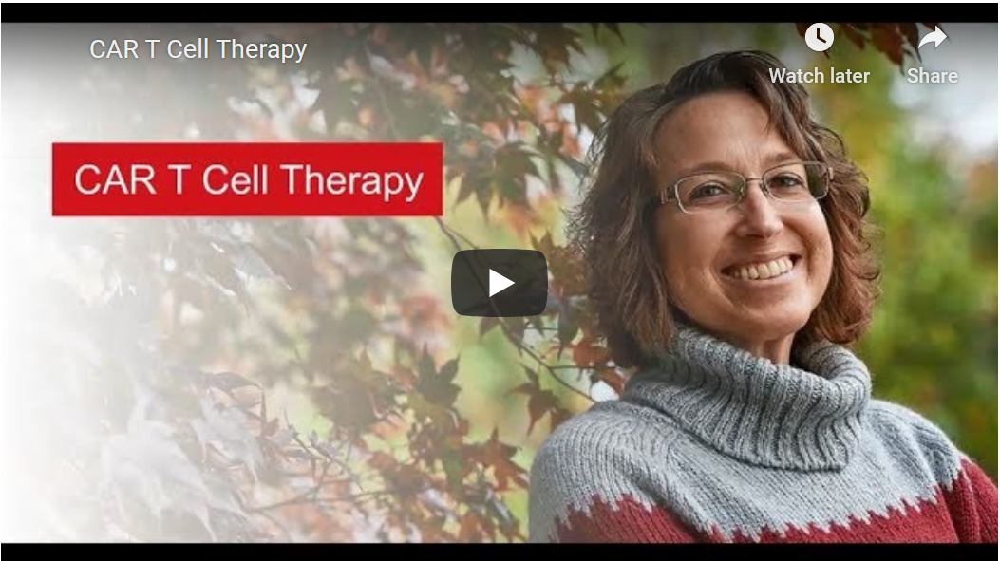 CAR T Cell Therapy
Watch later
Share
CAR T Cell Therapy